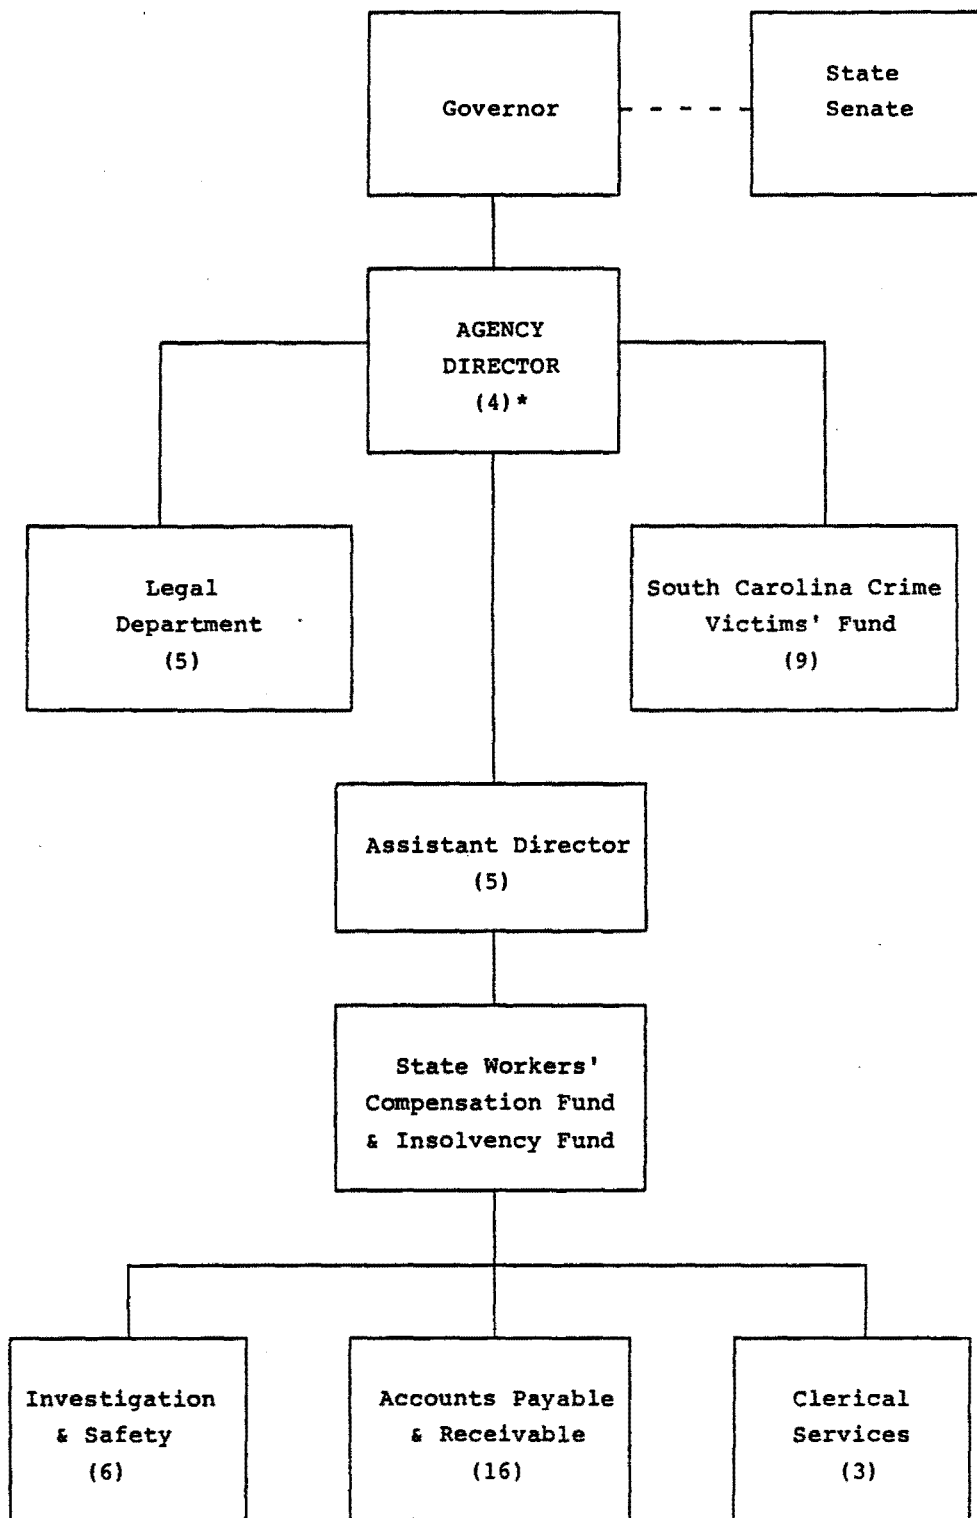 Governor
State
Senate
AGENCY
DIRECTOR
(4)*
Legal
Department
(5)
South Carolina Crime
Victims' Fund
(9)
Assistant Director
(5)
State Workers'
Compensation Fund
& Insolvency Fund
Investigation
& Safety
(6)
Accounts Payable
& Receivable
(16)
Clerical
Services
(3)